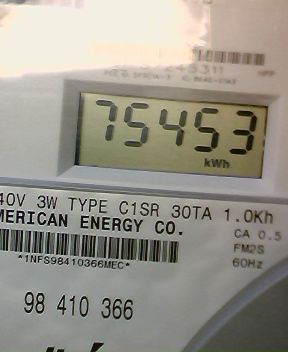 75453
kWh
40V 3W TYPE C1SR 30TA 1.0Kh
MERICAN ENERGY CO.
CA 0.5
FM2S
60Hz
*1NFS98410366MEC*
98 410 366